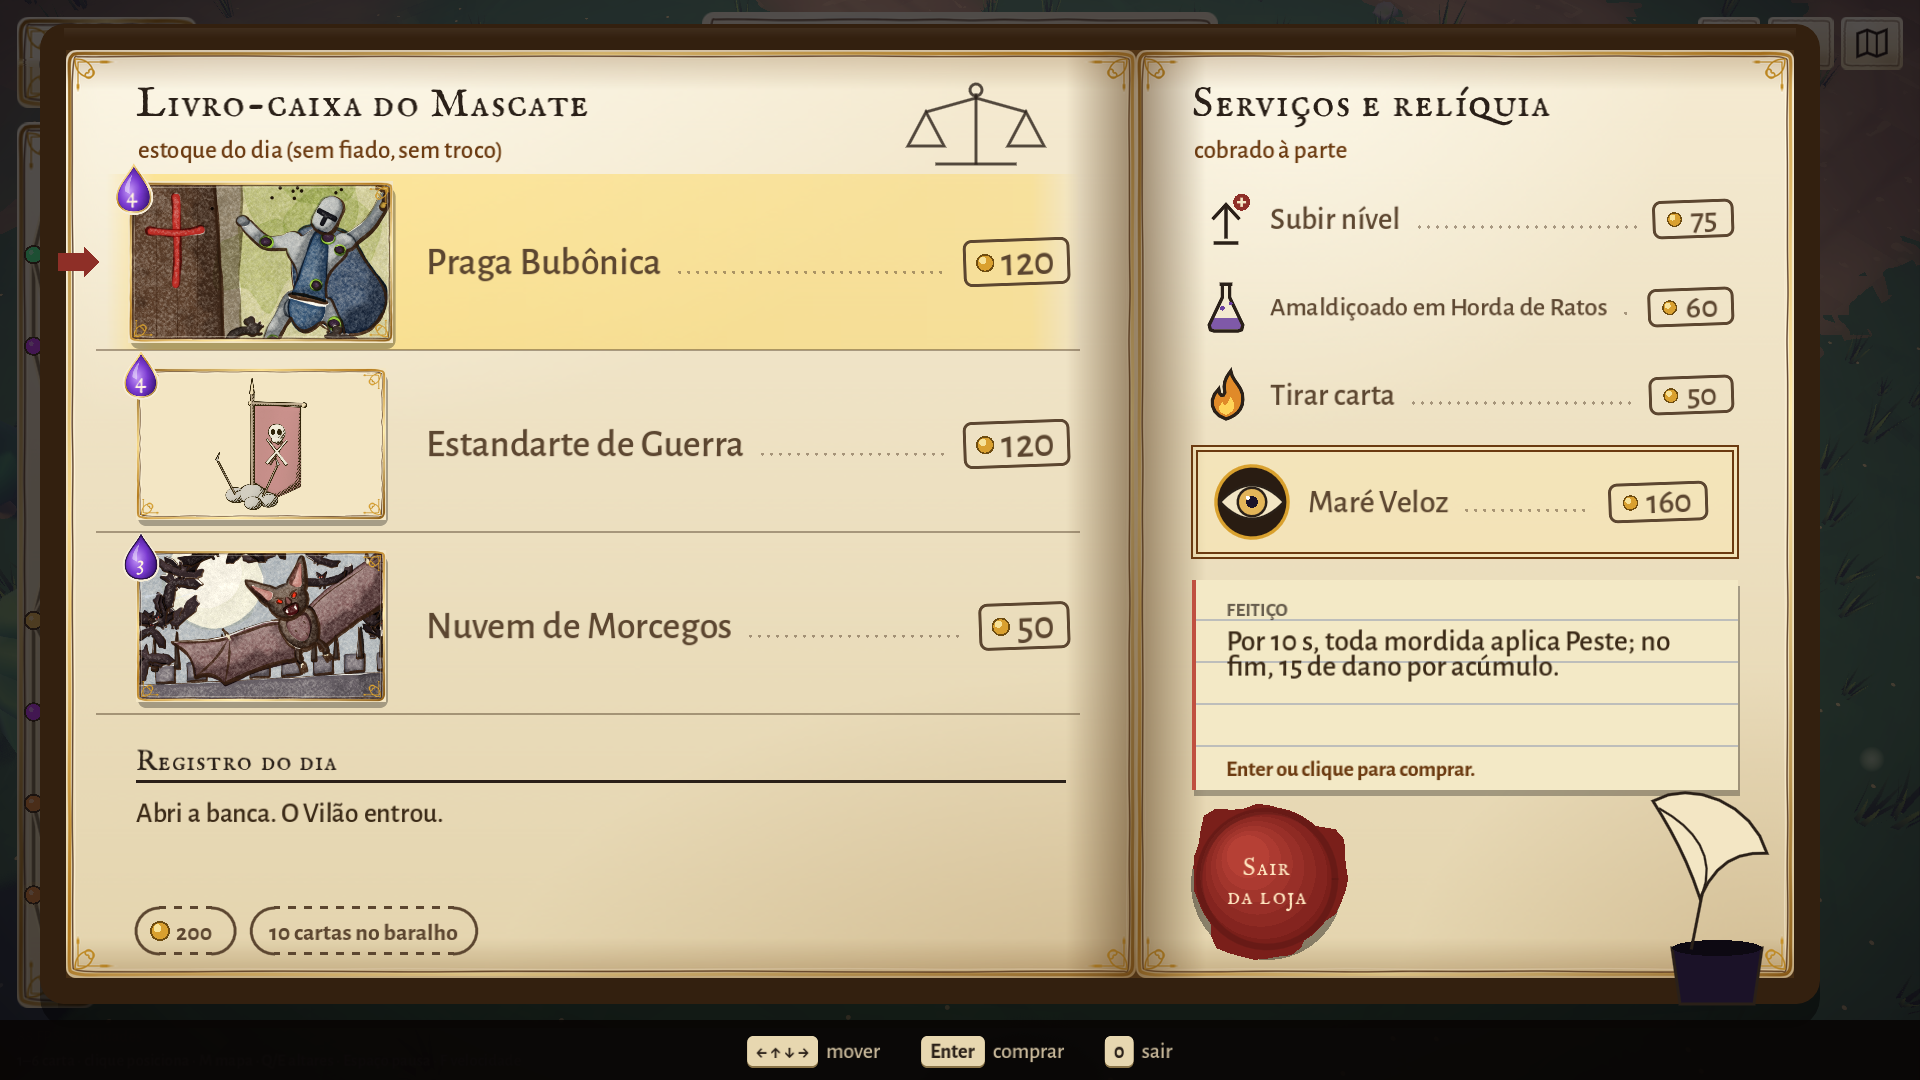 Livro-caixa do Mascate
estoque do dia (sem fiado, sem troco)
4
Praga Bubônica
120
4
Estandarte de Guerra
120
3
Nuvem de Morcegos
50
Registro do dia
Abri a banca. O Vilão entrou.
200
10 cartas no baralho
Serviços e relíquia
cobrado à parte
Subir nível
75
Amaldiçoado em Horda de Ratos
60
Tirar carta
50
Maré Veloz
160
FEITIÇO
Por 10 s, toda mordida aplica Peste; no
fim, 15 de dano por acúmulo.
Enter ou clique para comprar.
Sair
da loja
←↑↓→ mover Enter comprar 0 sair